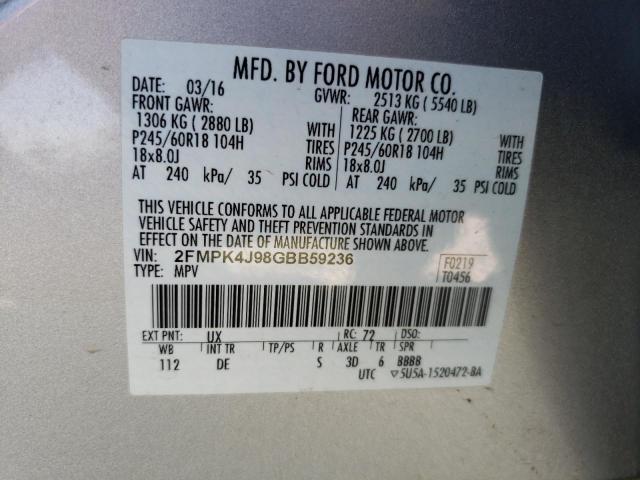 MFD. BY FORD MOTOR CO.
DATE: 03/16 GVWR: 2513 KG ( 5540 LB)
FRONT GAWR: REAR GAWR:
1306 KG ( 2880 LB) WITH 1225 KG ( 2700 LB) WITH
P245/60R18 104H TIRES P245/60R18 104H TIRES
18x8.0J RIMS 18x8.0J RIMS
AT 240 kPa/ 35 PSI COLD AT 240 kPa/ 35 PSI COLD
THIS VEHICLE CONFORMS TO ALL APPLICABLE FEDERAL MOTOR
VEHICLE SAFETY AND THEFT PREVENTION STANDARDS IN
EFFECT ON THE DATE OF MANUFACTURE SHOWN ABOVE.
VIN: 2FMPK4J98GBB59236 F0219
TYPE: MPV T0456
EXT PNT: UX RC: 72 DSO:
WB INT TR TP/PS R AXLE TR SPR
112 DE S 3D 6 BBBB
UTC 5U5A-1520472-BA